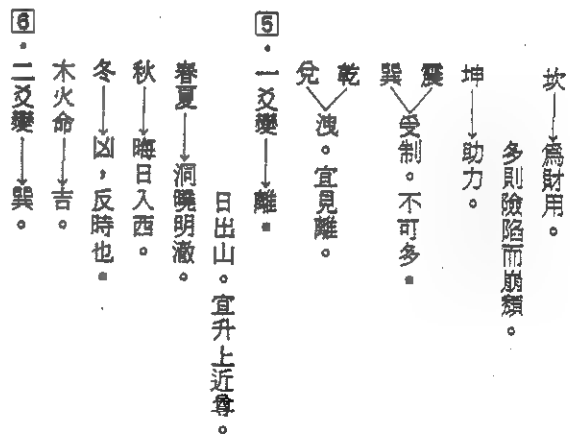 坎→為財用。
多則險陷而崩頹。
坤→助力。
震
巽
受制。不可多。
乾
兌
洩。宜見離。
5．一爻變→離。
日出山。宜升上近尊。
春夏→洞曉明澈。
秋→晦日入西。
冬→凶，反時也。
木火命→吉。
6．二爻變→巽。